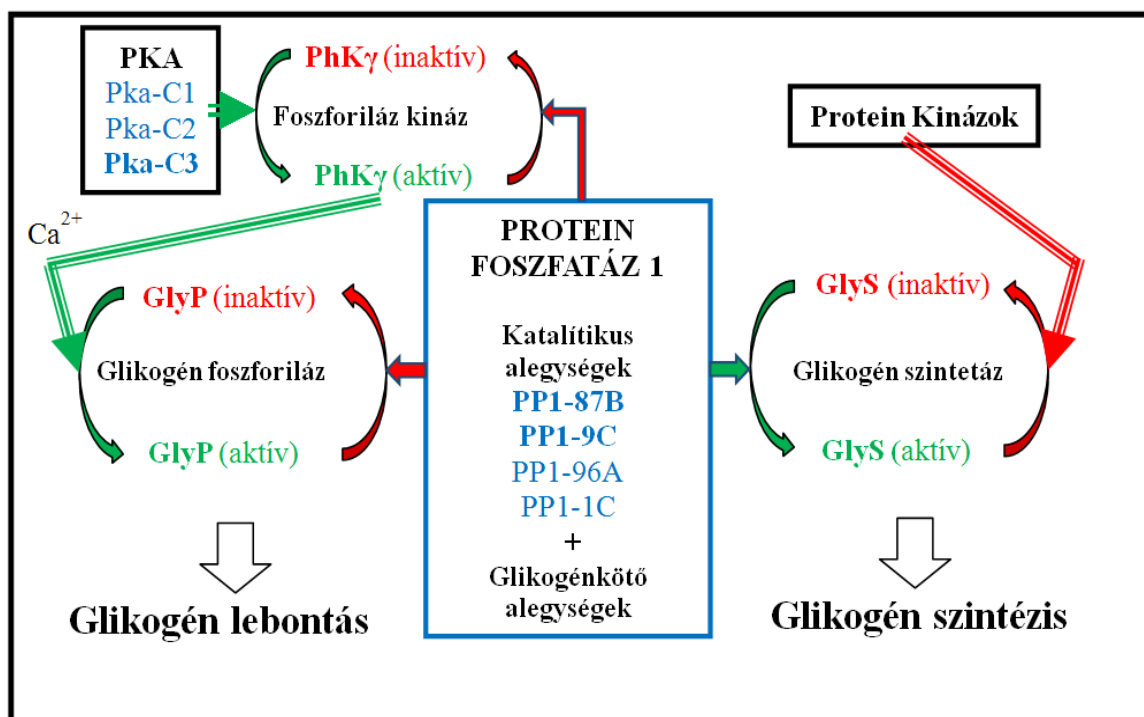 PKA
Pka-C1
Pka-C2
Pka-C3
PhKγ (inaktív)
Foszforiláz kináz
PhKγ (aktív)
Protein Kinázok
Ca²⁺
GlyP (inaktív)
Glikogén foszforiláz
GlyP (aktív)
Glikogén lebontás
PROTEIN
FOSZFATÁZ 1
Katalítikus
alegységek
PP1-87B
PP1-9C
PP1-96A
PP1-1C
+
Glikogénkötő
alegységek
GlyS (inaktív)
Glikogén szintetáz
GlyS (aktív)
Glikogén szintézis